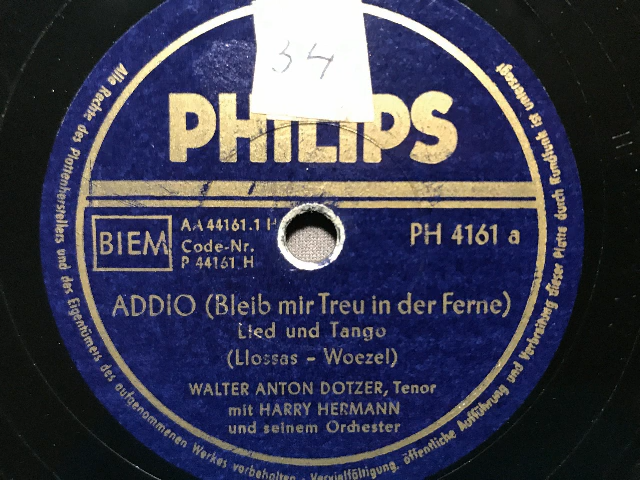 34
PHILIPS
BIEM
AA 44161.1 H
Code-Nr.
P 44161 H
PH 4161 a
ADDIO (Bleib mir Treu in der Ferne)
Lied und Tango
(Llossas - Woezel)
WALTER ANTON DOTZER, Tenor
mit HARRY HERMANN
und seinem Orchester
Alle Rechte des Plattenherstellers und des Eigentümers des aufgenommenen Werkes vorbehalten - Vervielfältigung, öffentliche Aufführung und Verbreitung dieser Platte durch Rundfunk ist untersagt